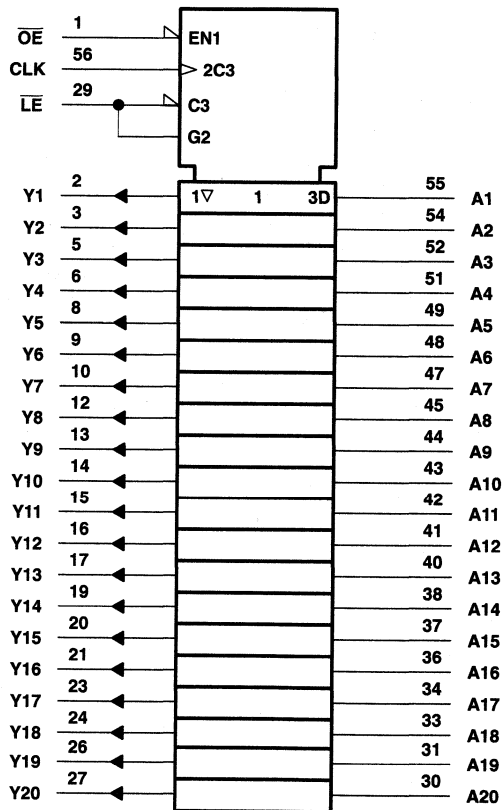 OE 1 EN1
CLK 56 2C3
LE 29 C3
G2
Y1 2 1▽ 1 3D 55 A1
Y2 3 54 A2
Y3 5 52 A3
Y4 6 51 A4
Y5 8 49 A5
Y6 9 48 A6
Y7 10 47 A7
Y8 12 45 A8
Y9 13 44 A9
Y10 14 43 A10
Y11 15 42 A11
Y12 16 41 A12
Y13 17 40 A13
Y14 19 38 A14
Y15 20 37 A15
Y16 21 36 A16
Y17 23 34 A17
Y18 24 33 A18
Y19 26 31 A19
Y20 27 30 A20